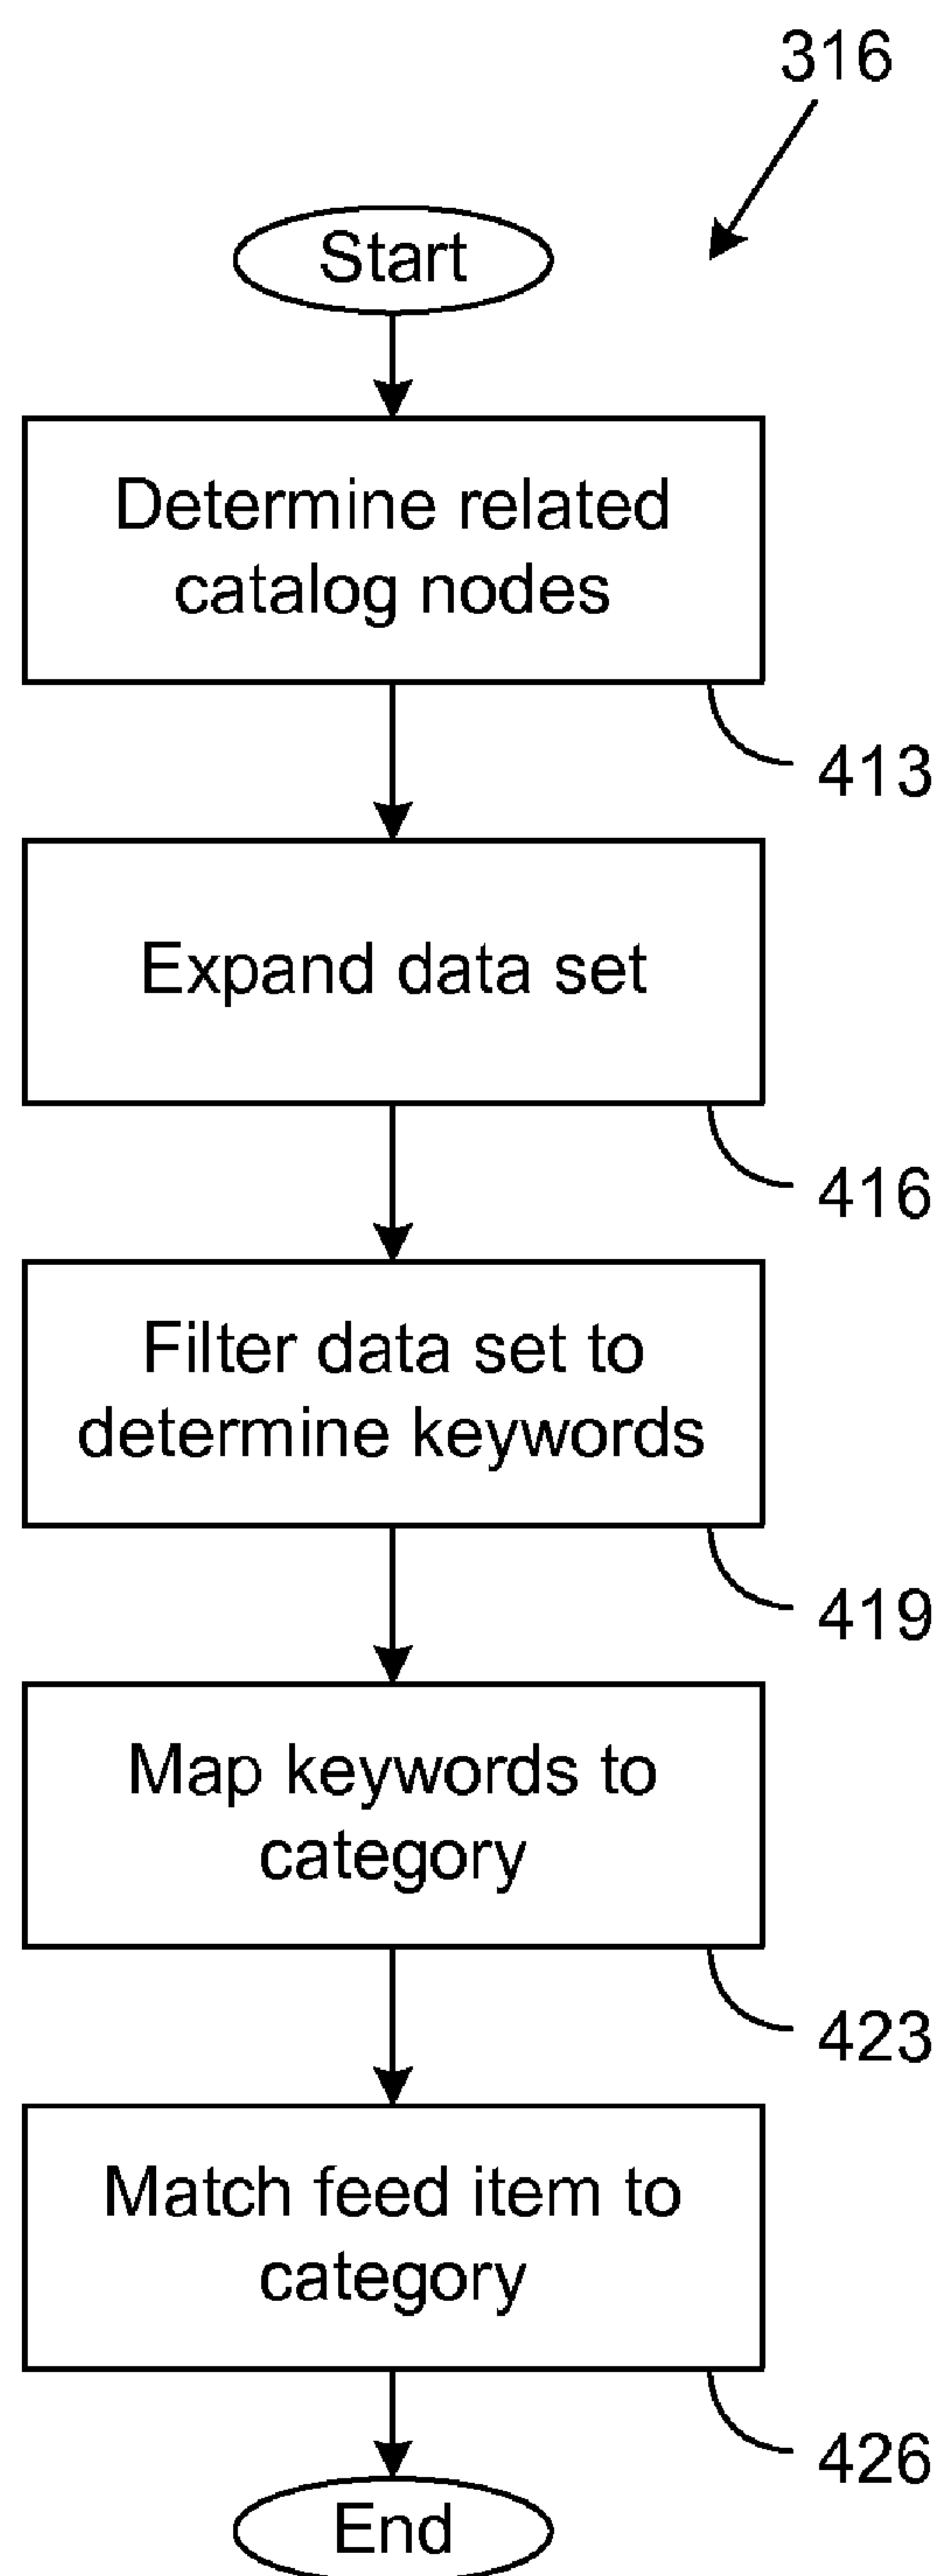 316
Start
Determine related
catalog nodes
413
Expand data set
416
Filter data set to
determine keywords
419
Map keywords to
category
423
Match feed item to
category
426
End